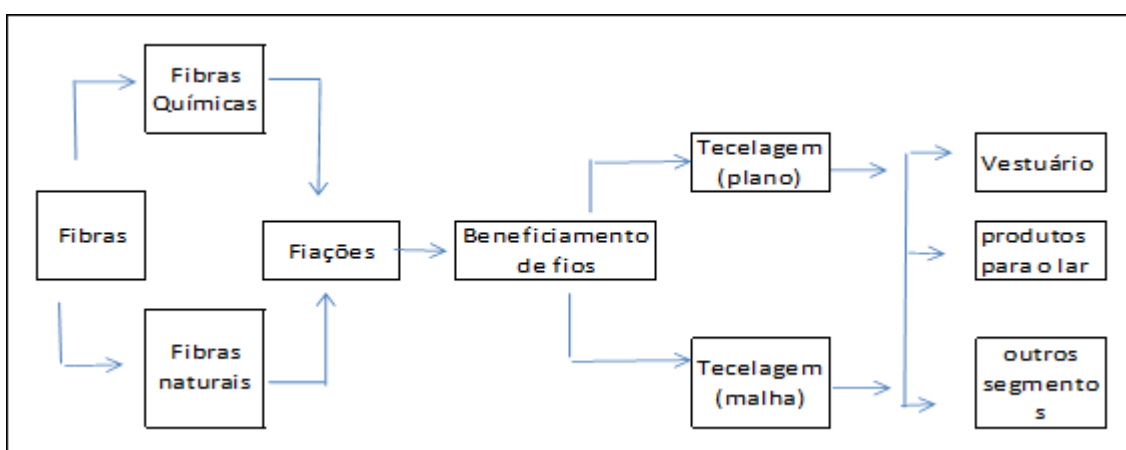 Fibras
Fibras
Químicas
Fibras
naturais
Fiações
Beneficiamento
de fios
Tecelagem
(plano)
Tecelagem
(malha)
Vestuário
produtos
para o lar
outros
segmento
s